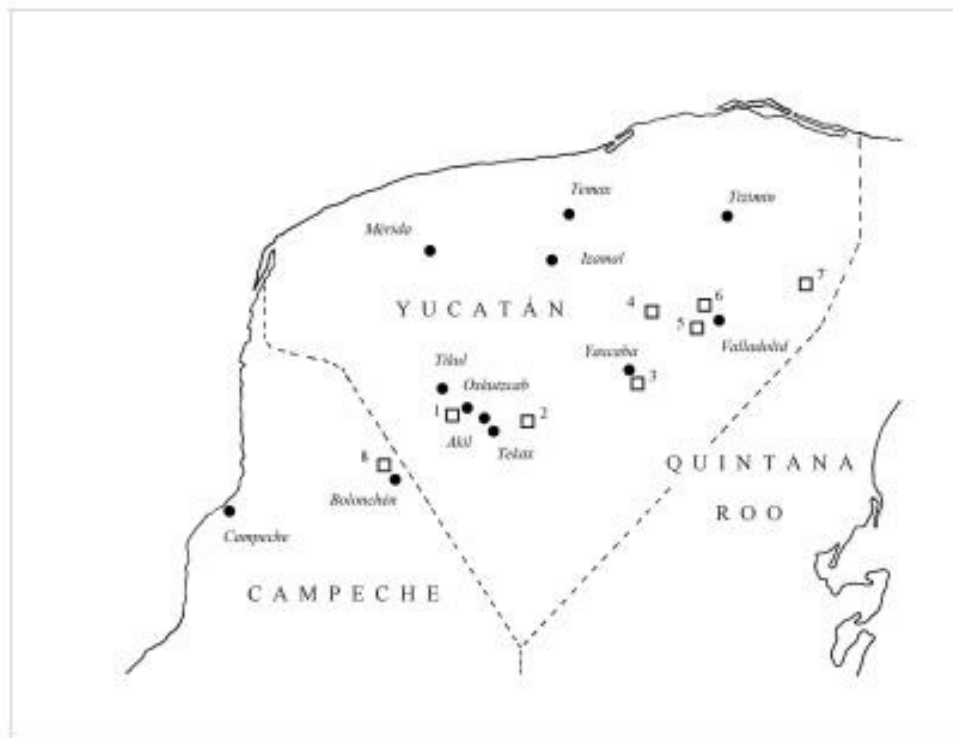 Temax
Tizimín
Mérida
Izamal
7
YUCATÁN
4
6
5
Valladolid
Yaxcaba
3
Tikul
Oxkutzcab
1
2
Akil
Tekax
8
QUINTANA
ROO
Bolonchén
Campeche
CAMPECHE